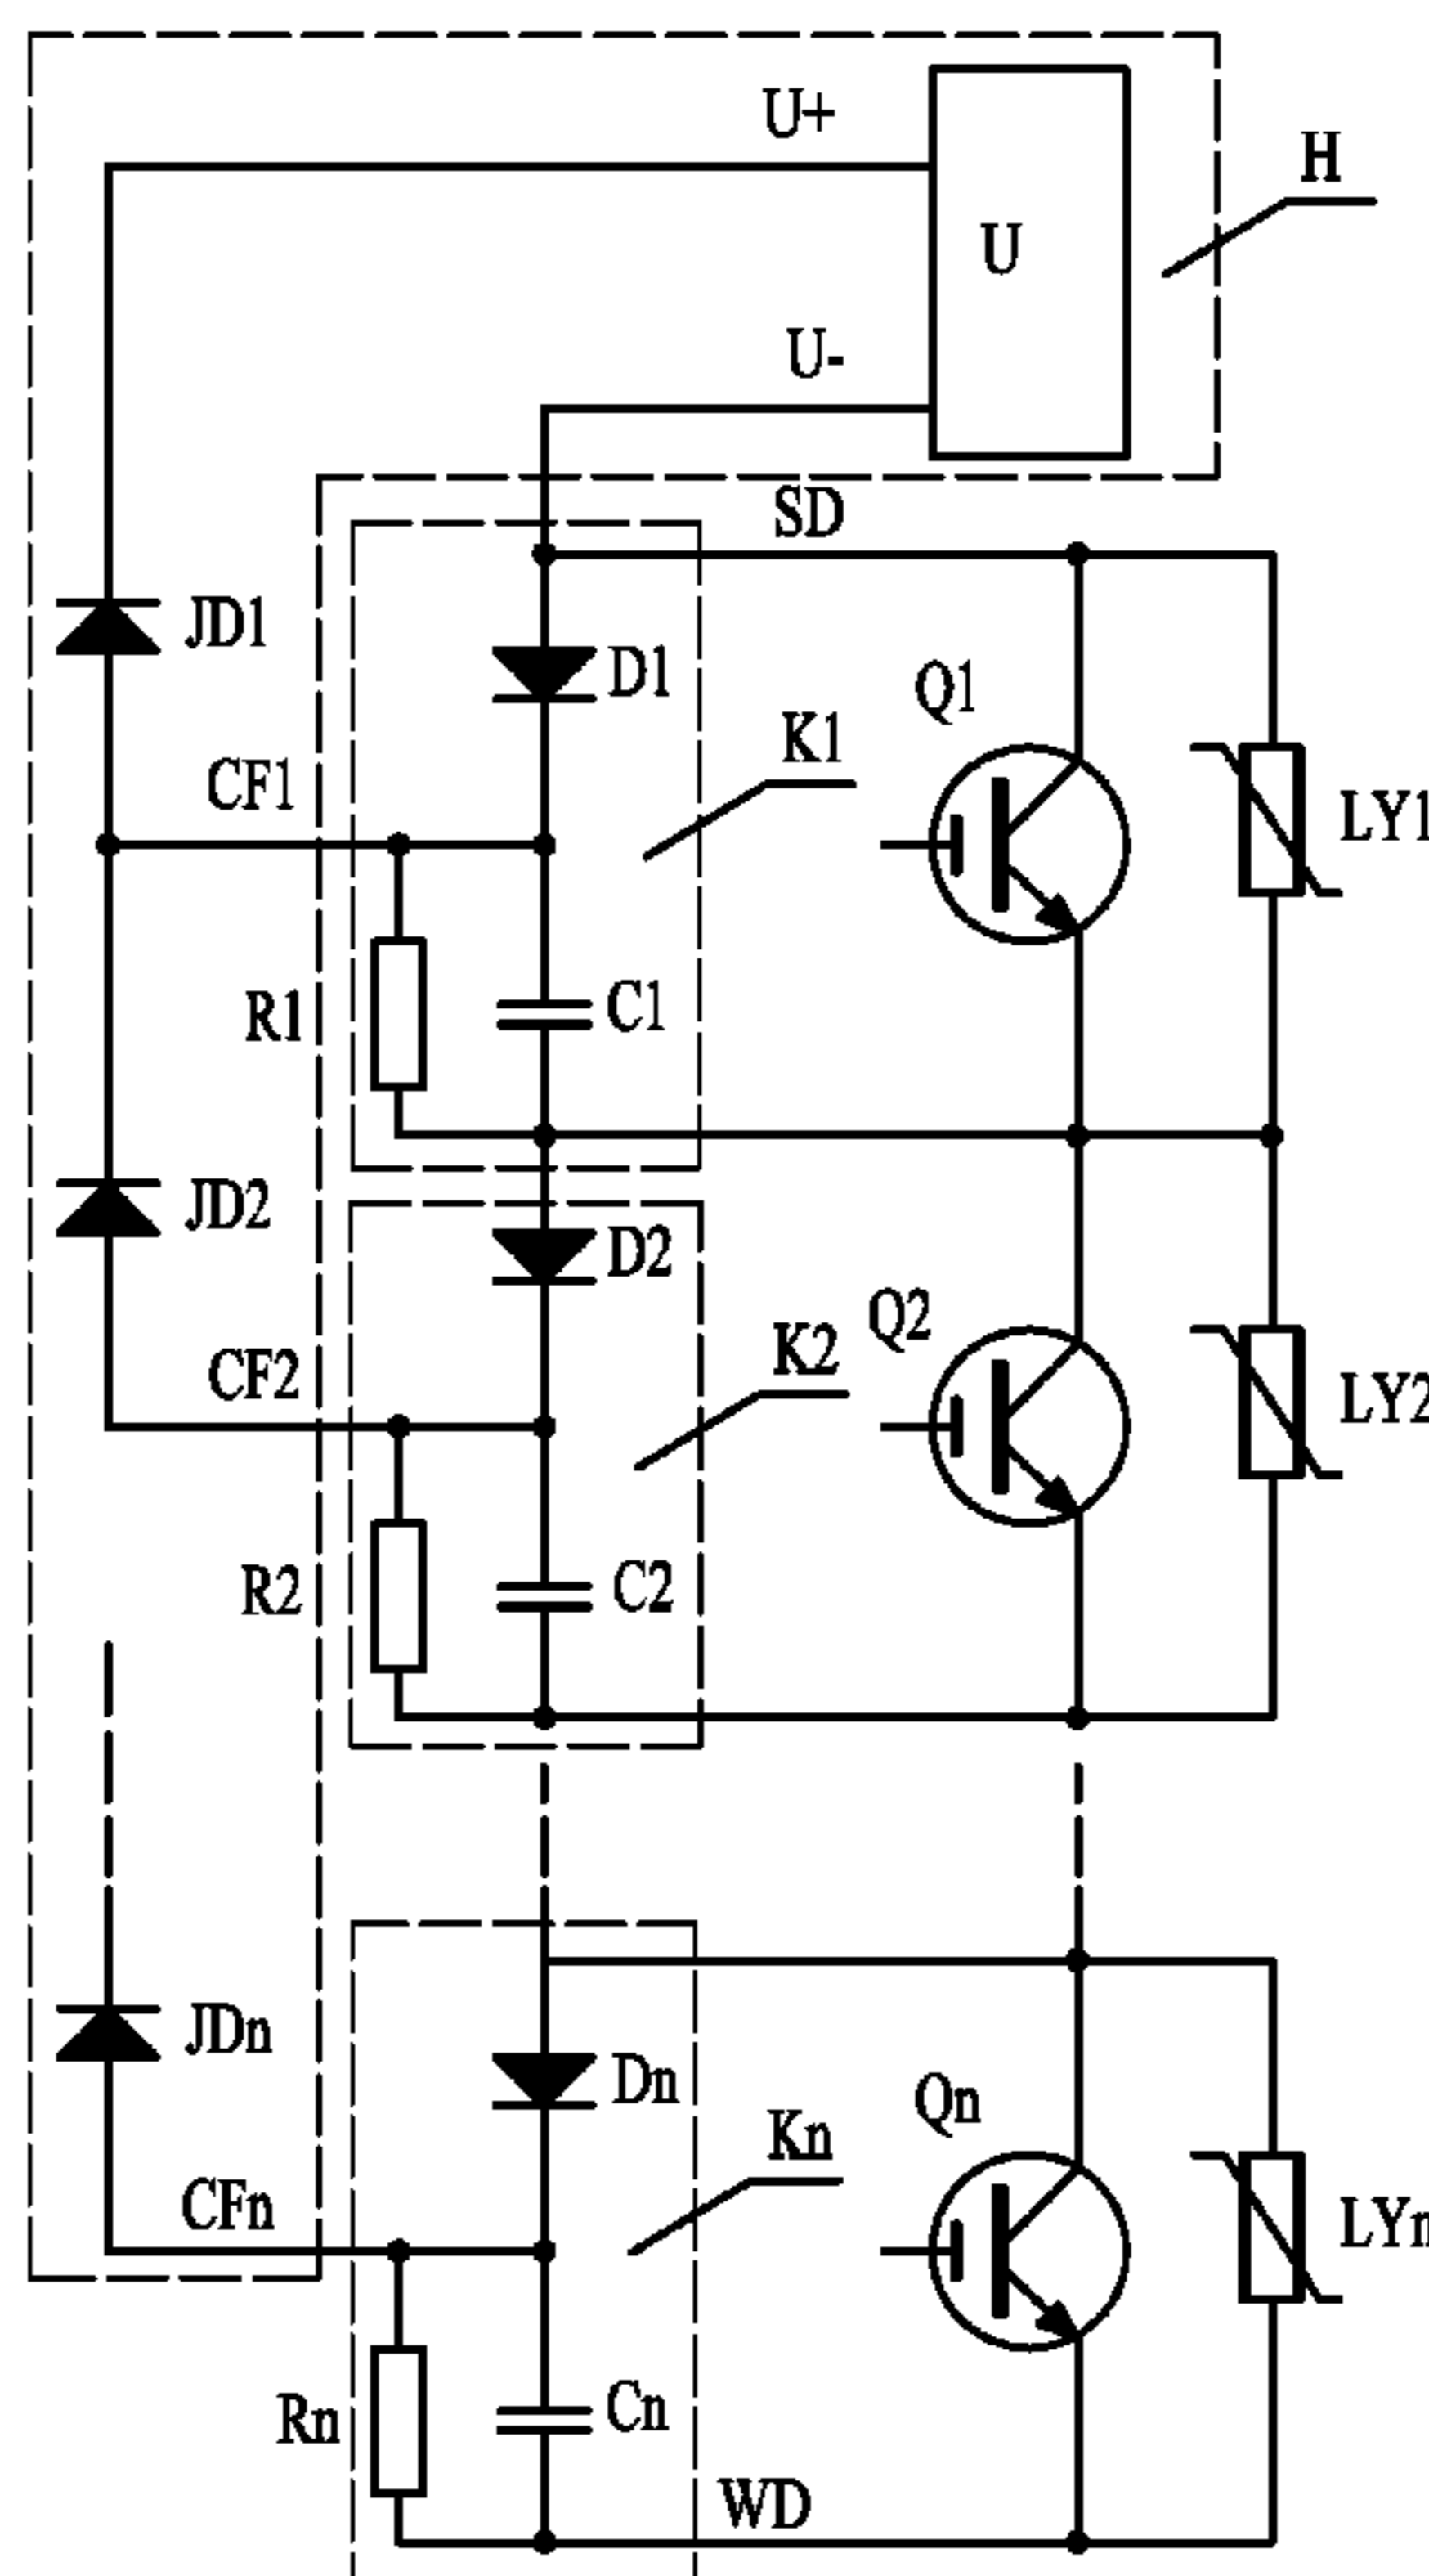 U+
H
U
U-
SD
JD1
D1
Q1
K1
CF1
LY1
R1
C1
JD2
D2
Q2
K2
CF2
LY2
R2
C2
JDn
Dn
Qn
Kn
CFn
LYn
Rn
Cn
WD